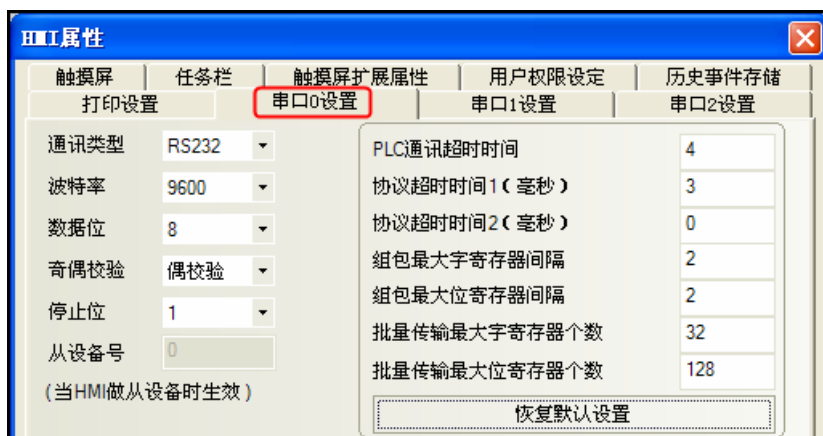 HMI属性
触摸屏 任务栏 触摸屏扩展属性 用户权限设定 历史事件存储
打印设置 串口0设置 串口1设置 串口2设置
通讯类型 RS232
波特率 9600
数据位 8
奇偶校验 偶校验
停止位 1
从设备号 0
(当HMI做从设备时生效)
PLC通讯超时时间 4
协议超时时间1(毫秒) 3
协议超时时间2(毫秒) 0
组包最大字寄存器间隔 2
组包最大位寄存器间隔 2
批量传输最大字寄存器个数 32
批量传输最大位寄存器个数 128
恢复默认设置